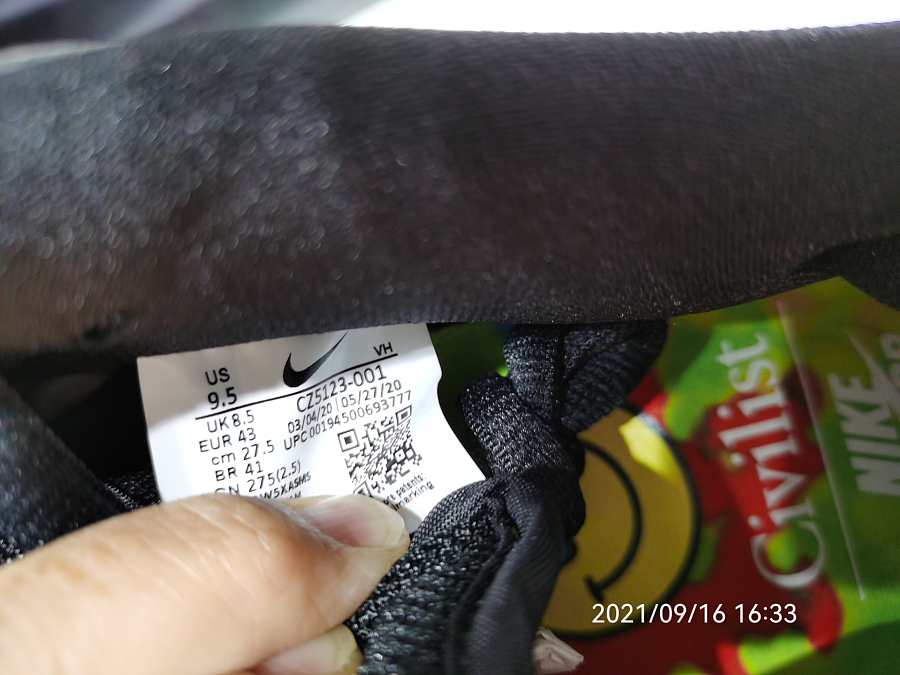 VH
US
9.5
CZ5123-001
UK 8.5
03/04/20 | 05/27/20
EUR 43
UPC 00194500693777
cm 27.5
BR 41
CN 275(2.5)
Civilist
NIKE
2021/09/16 16:33